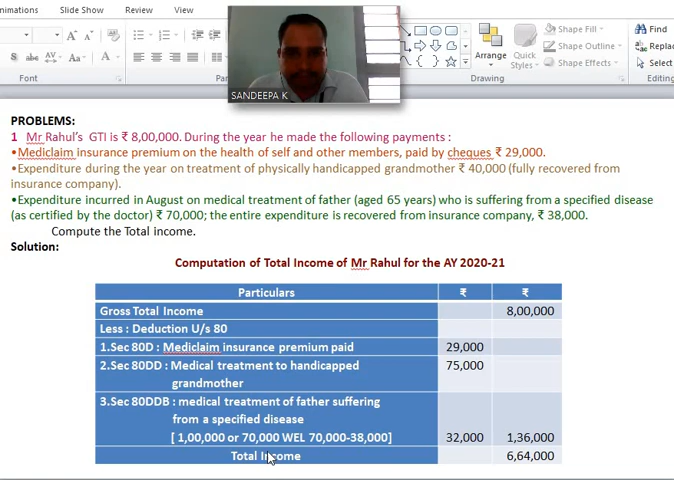 Animations
Slide Show
Review
View
Font
Arrange
Quick
Styles
Shape Fill
Shape Outline
Shape Effects
Drawing
Find
Replac
Select
Editing
SANDEEPA K
PROBLEMS:
1 Mr Rahul's GTI is ₹ 8,00,000. During the year he made the following payments :
•Mediclaim insurance premium on the health of self and other members, paid by cheques ₹ 29,000.
•Expenditure during the year on treatment of physically handicapped grandmother ₹ 40,000 (fully recovered from
insurance company).
•Expenditure incurred in August on medical treatment of father (aged 65 years) who is suffering from a specified disease
(as certified by the doctor) ₹ 70,000; the entire expenditure is recovered from insurance company, ₹ 38,000.
Compute the Total income.
Solution:
Computation of Total Income of Mr Rahul for the AY 2020-21
Particulars ₹ ₹
Gross Total Income 8,00,000
Less : Deduction U/s 80
1.Sec 80D : Mediclaim insurance premium paid 29,000
2.Sec 80DD : Medical treatment to handicapped 75,000
grandmother
3.Sec 80DDB : medical treatment of father suffering
from a specified disease
[ 1,00,000 or 70,000 WEL 70,000-38,000] 32,000 1,36,000
Total Income 6,64,000